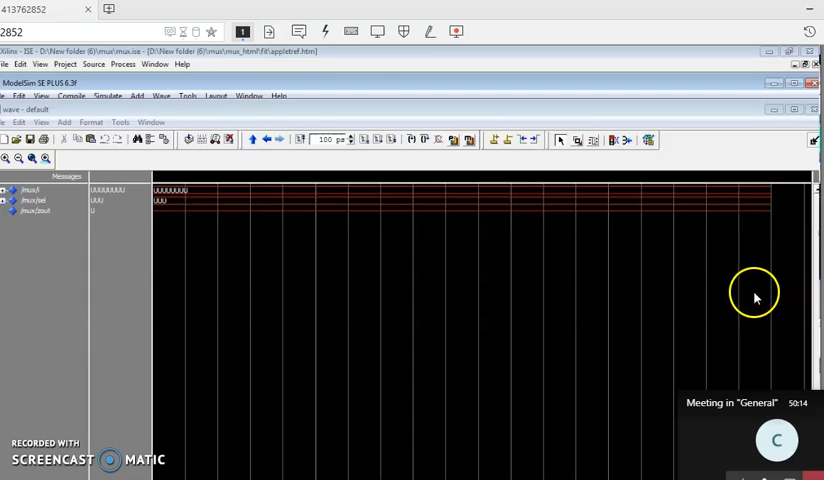 413762852
2852
1
Xilinx - ISE - D:\New folder (6)\mux\mux.ise - [D:\New folder (6)\mux\mux_html\fit\appletref.htm]
Edit View Project Source Process Window Help
ModelSim SE PLUS 6.3f
Edit View Compile Simulate Add Wave Tools Layout Window Help
wave - default
Edit View Add Format Tools Window
100 ps
Messages
/mux/i UUUUUUUU UUUUUUUU
/mux/sel UUU UUU
/mux/zout U
Meeting in "General" 50:14
C
RECORDED WITH
SCREENCAST MATIC